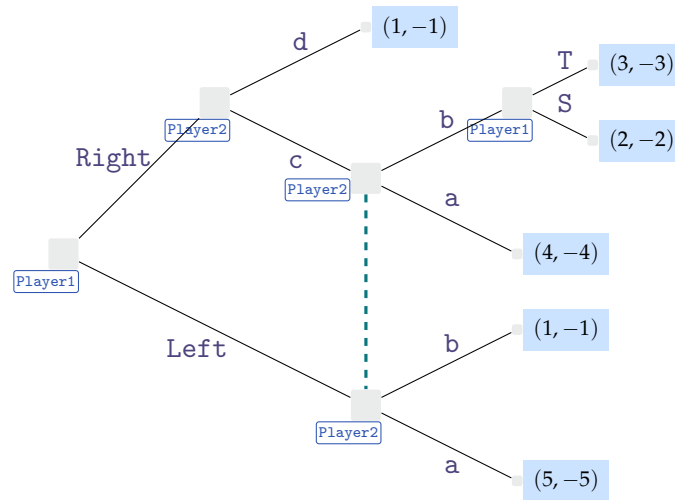 d
(1, −1)
T
(3, −3)
Player2
S
b
Player1
Right
c
(2, −2)
Player2
a
(4, −4)
Player1
b
(1, −1)
Left
Player2
a
(5, −5)